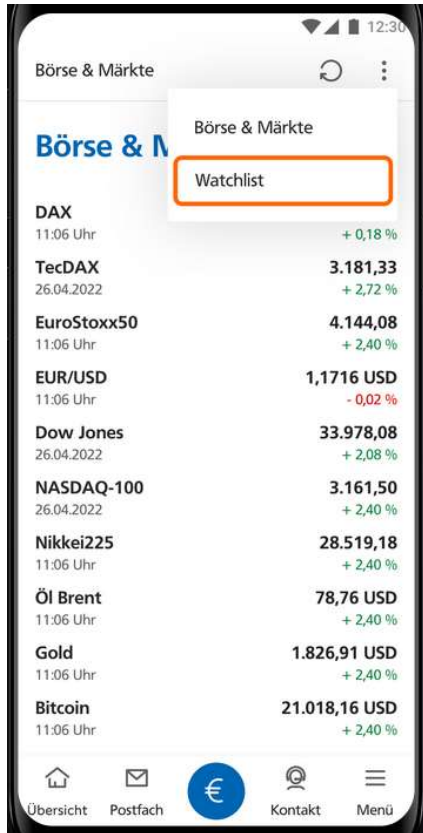 12:30
Börse & Märkte
Börse & Märkte
Watchlist
Börse & M
DAX
11:06 Uhr
+ 0,18 %
TecDAX
3.181,33
26.04.2022
+ 2,72 %
EuroStoxx50
4.144,08
11:06 Uhr
+ 2,40 %
EUR/USD
1,1716 USD
11:06 Uhr
- 0,02 %
Dow Jones
33.978,08
26.04.2022
+ 2,08 %
NASDAQ-100
3.161,50
26.04.2022
+ 2,40 %
Nikkei225
28.519,18
11:06 Uhr
+ 2,40 %
Öl Brent
78,76 USD
11:06 Uhr
+ 2,40 %
Gold
1.826,91 USD
11:06 Uhr
+ 2,40 %
Bitcoin
21.018,16 USD
11:06 Uhr
+ 2,40 %
€
Übersicht Postfach Kontakt Menü